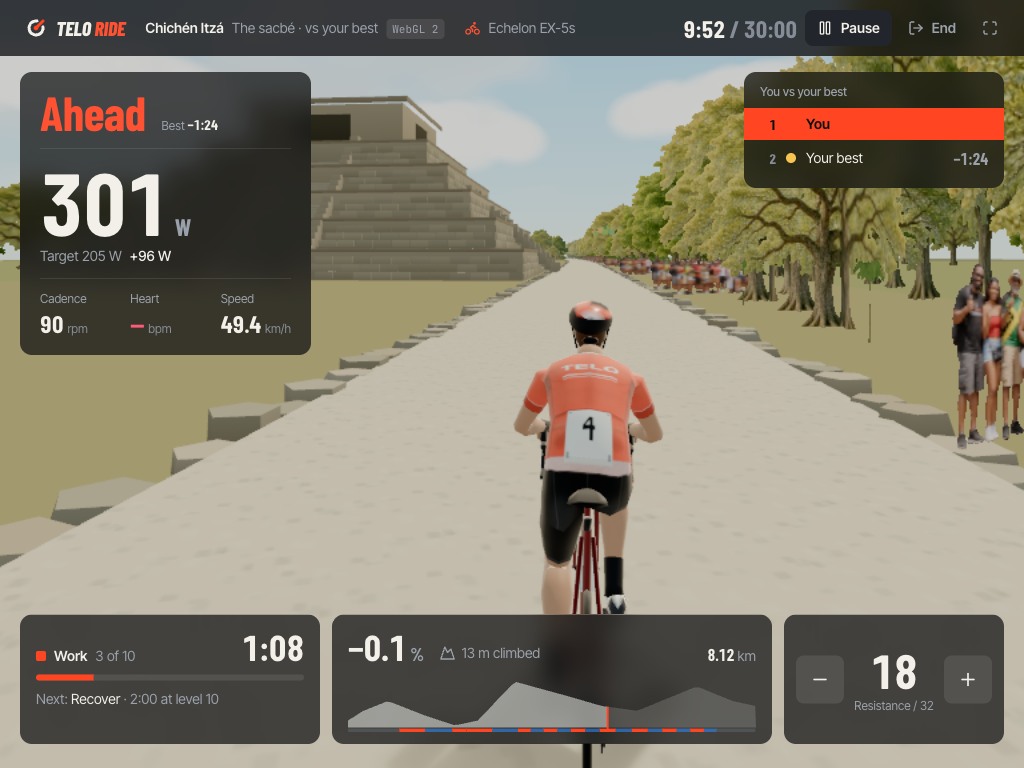 TELO RIDE Chichén Itzá The sacbé · vs your best WebGL 2 Echelon EX-5s 9:52 / 30:00 Pause End
Ahead Best −1:24
301 W
Target 205 W +96 W
Cadence Heart Speed
90 rpm — bpm 49.4 km/h
You vs your best
1 You
2 Your best −1:24
TELO
4
Work 3 of 10 1:08
Next: Recover · 2:00 at level 10
−0.1 % 13 m climbed 8.12 km
− 18 +
Resistance / 32